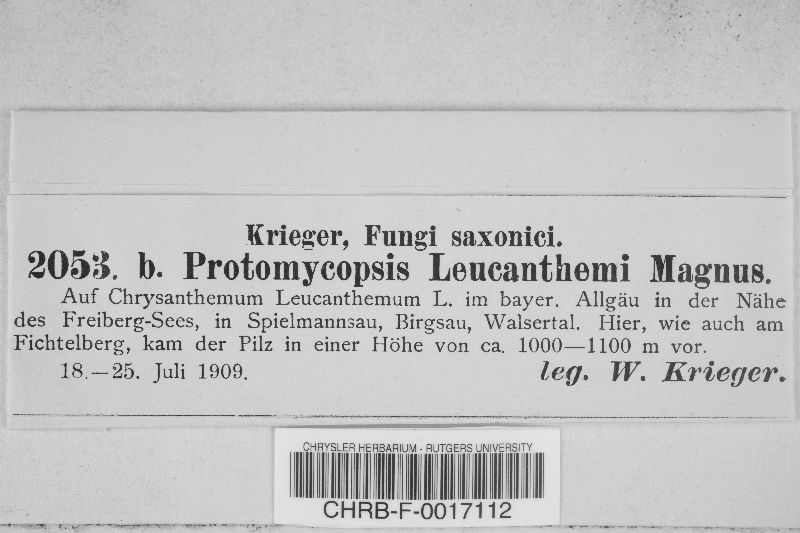 Krieger, Fungi saxonici.
2053. b. Protomycopsis Leucanthemi Magnus.
Auf Chrysanthemum Leucanthemum L. im bayer. Allgäu in der Nähe
des Freiberg-Sees, in Spielmannsau, Birgsau, Walsertal. Hier, wie auch am
Fichtelberg, kam der Pilz in einer Höhe von ca. 1000—1100 m vor.
18.—25. Juli 1909. leg. W. Krieger.
CHRYSLER HERBARIUM - RUTGERS UNIVERSITY
CHRB-F-0017112